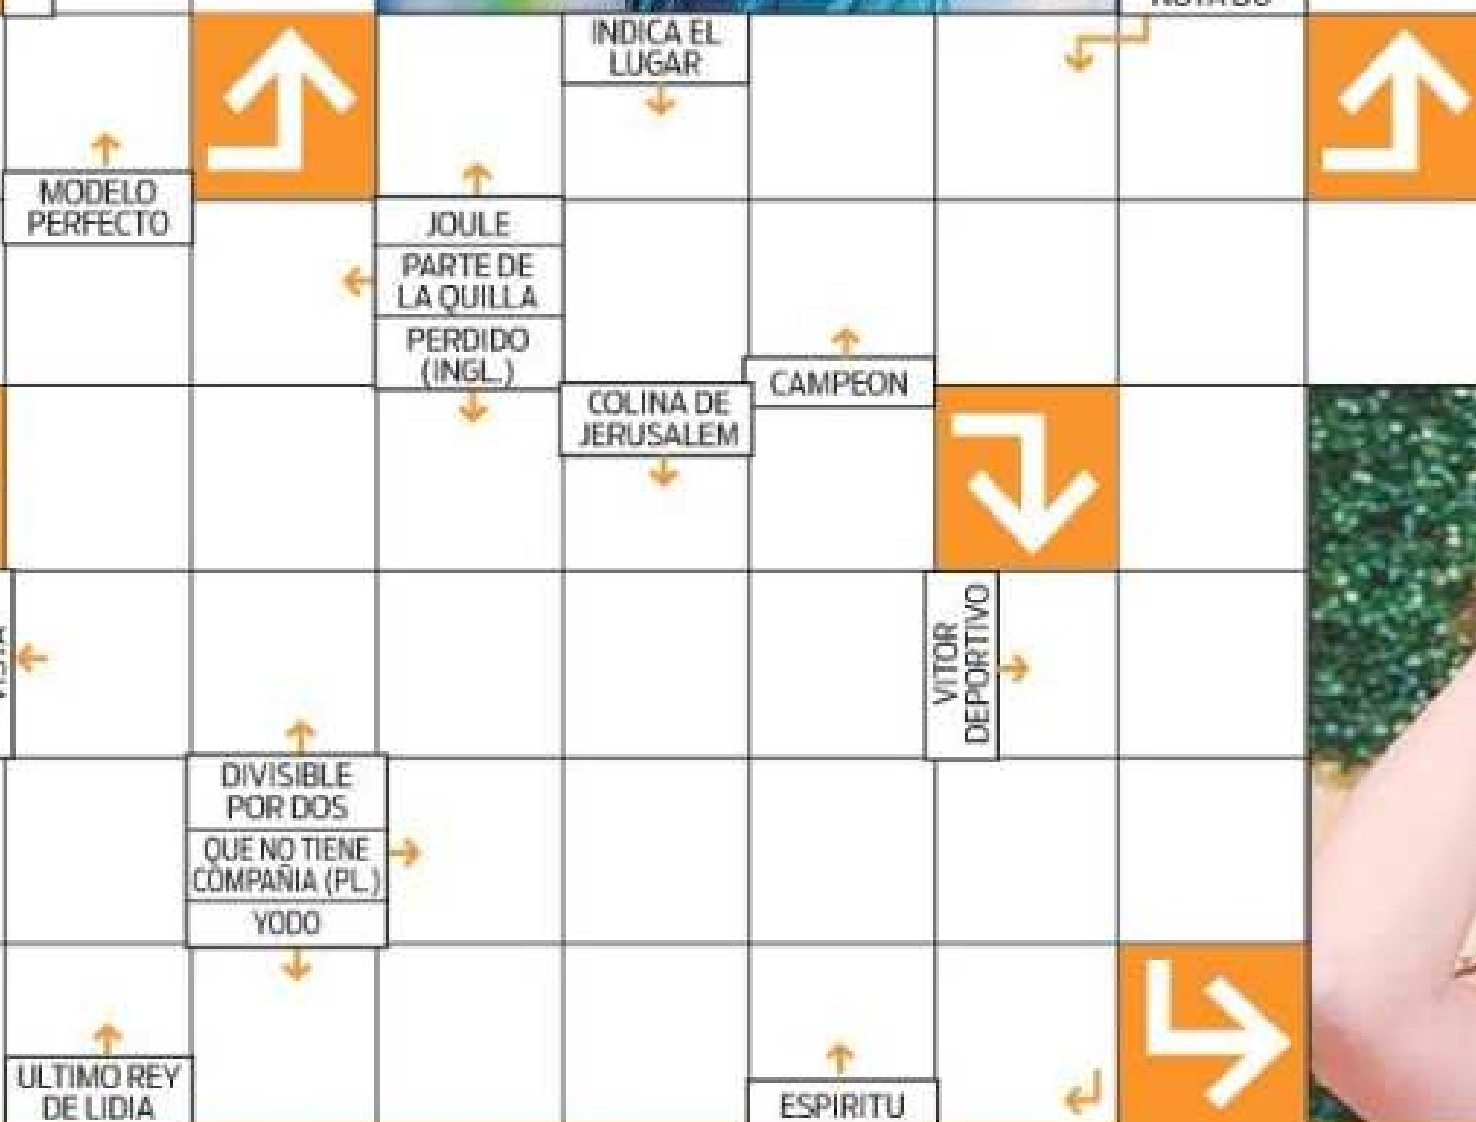 INDICA EL
LUGAR
MODELO
PERFECTO
JOULE
PARTE DE
LA QUILLA
PERDIDO
(INGL.)
CAMPEON
COLINA DE
JERUSALEM
VITOR
DEPORTIVO
DIVISIBLE
POR DOS
QUE NO TIENE
COMPAÑIA (PL.)
YODO
ULTIMO REY
DE LIDIA
ESPIRITU